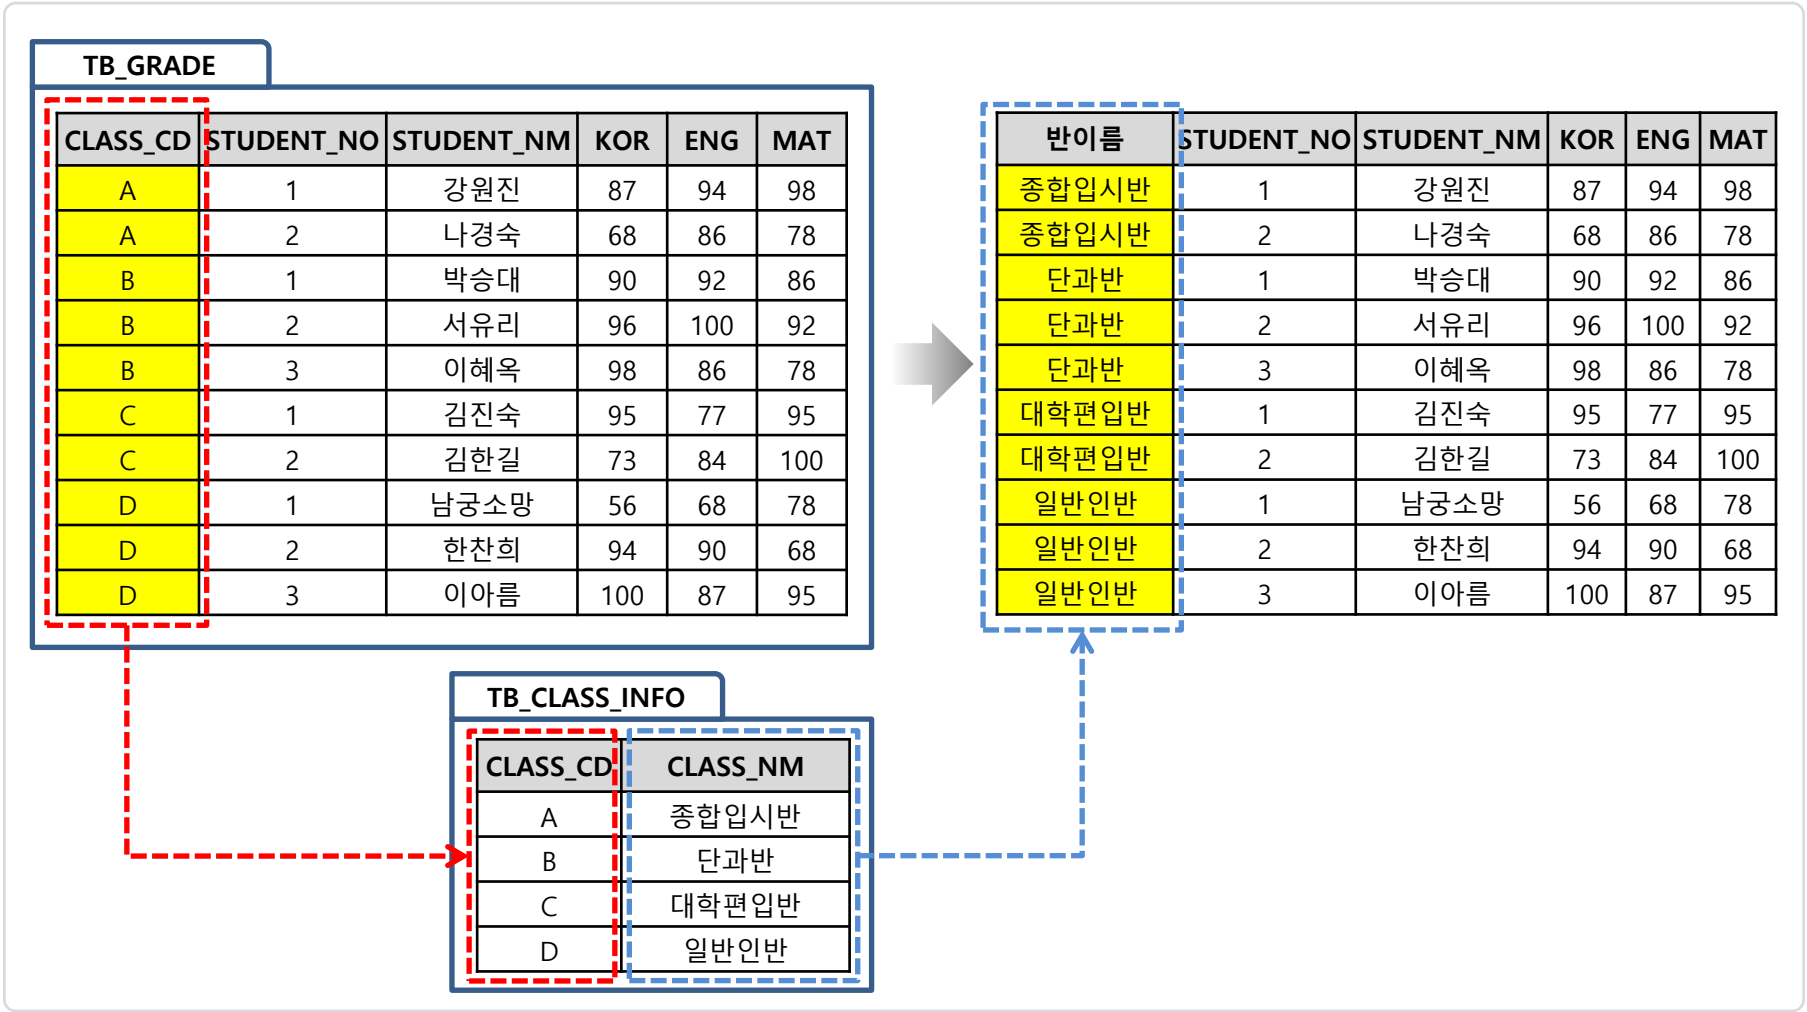 TB_GRADE
CLASS_CD STUDENT_NO STUDENT_NM KOR ENG MAT
A 1 강원진 87 94 98
A 2 나경숙 68 86 78
B 1 박승대 90 92 86
B 2 서유리 96 100 92
B 3 이혜옥 98 86 78
C 1 김진숙 95 77 95
C 2 김한길 73 84 100
D 1 남궁소망 56 68 78
D 2 한찬희 94 90 68
D 3 이아름 100 87 95
반이름 STUDENT_NO STUDENT_NM KOR ENG MAT
종합입시반 1 강원진 87 94 98
종합입시반 2 나경숙 68 86 78
단과반 1 박승대 90 92 86
단과반 2 서유리 96 100 92
단과반 3 이혜옥 98 86 78
대학편입반 1 김진숙 95 77 95
대학편입반 2 김한길 73 84 100
일반인반 1 남궁소망 56 68 78
일반인반 2 한찬희 94 90 68
일반인반 3 이아름 100 87 95
TB_CLASS_INFO
CLASS_CD CLASS_NM
A 종합입시반
B 단과반
C 대학편입반
D 일반인반